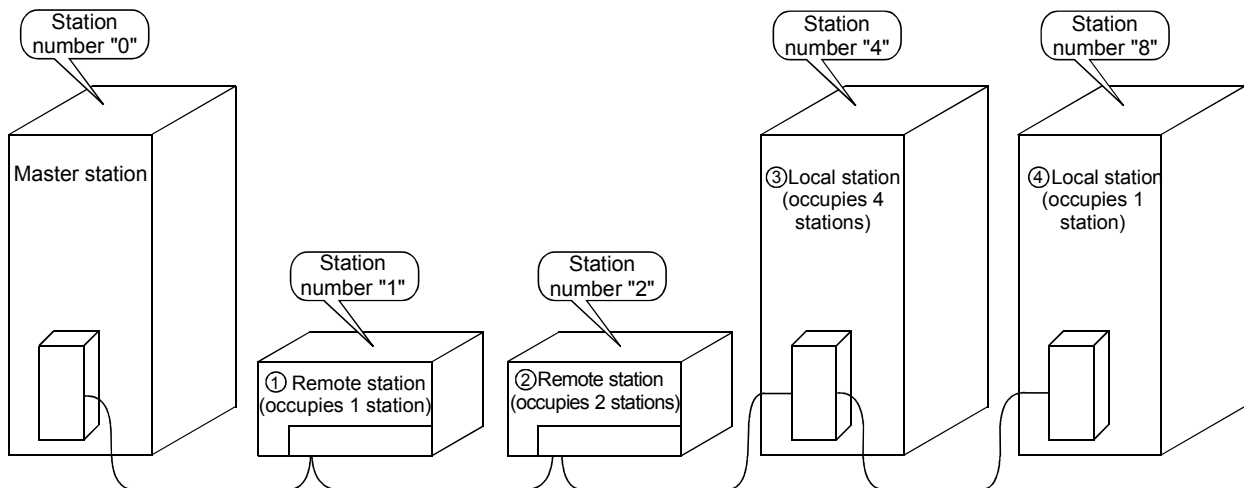 Station
number "0"
Station
number "4"
Station
number "8"
Master station
③Local station
(occupies 4
stations)
④Local station
(occupies 1
station)
Station
number "1"
Station
number "2"
① Remote station
(occupies 1 station)
②Remote station
(occupies 2 stations)